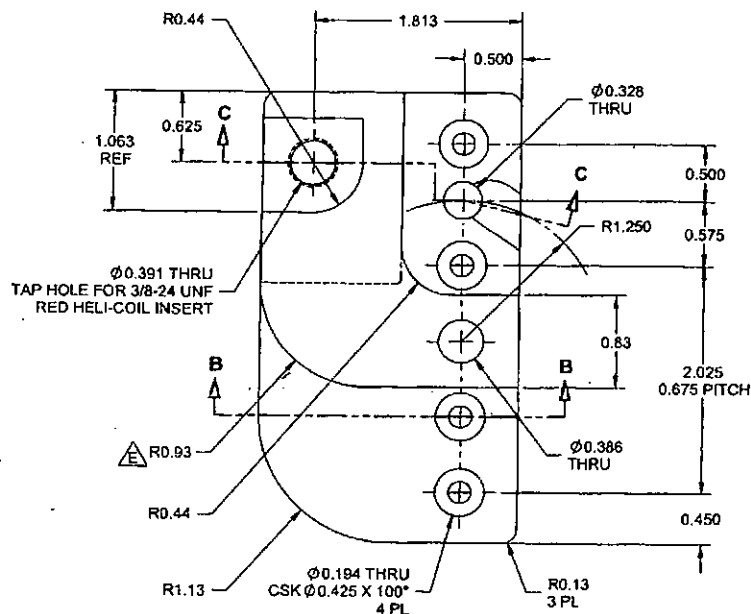 R0.44
1.813
0.500
Ø0.328
THRU
C
0.625
1.063
REF
0.500
C
0.575
R1.250
Ø0.391 THRU
TAP HOLE FOR 3/8-24 UNF
RED HELI-COIL INSERT
0.83
B
B
2.025
0.675 PITCH
E
R0.93
Ø0.386
THRU
R0.44
0.450
R1.13
Ø0.194 THRU
CSK Ø0.425 X 100°
4 PL
R0.13
3 PL